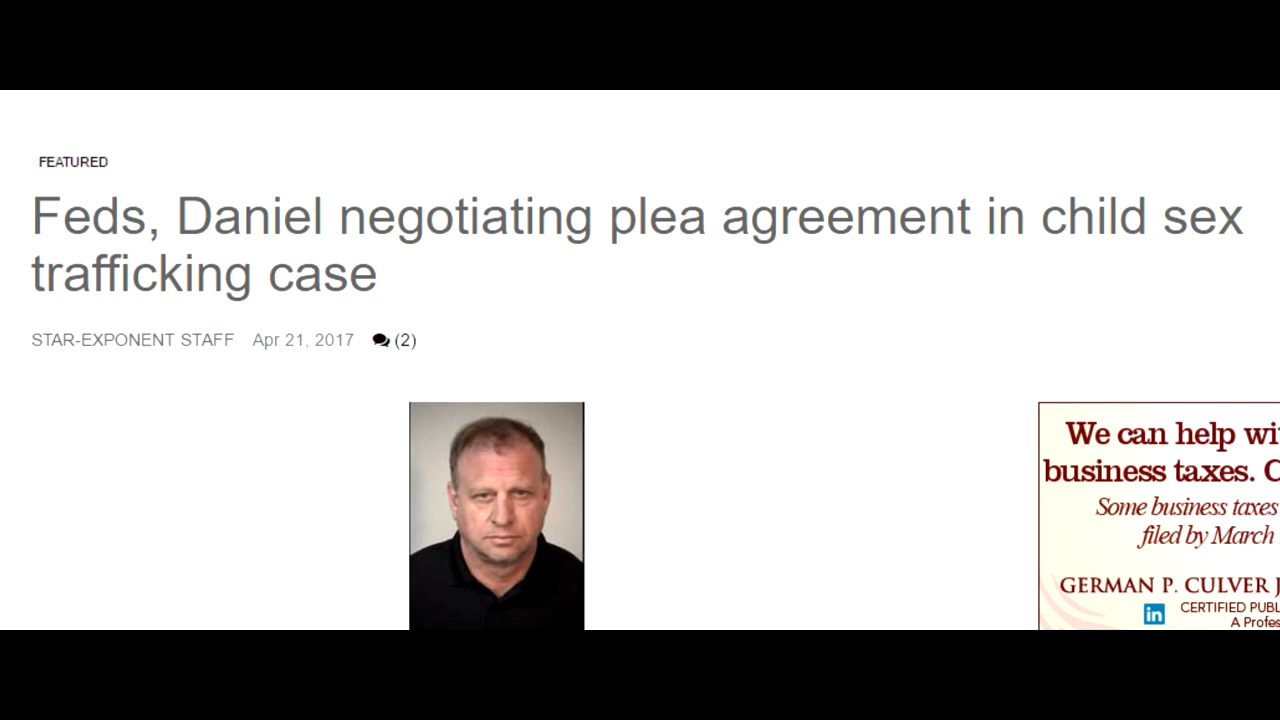 FEATURED
Feds, Daniel negotiating plea agreement in child sex
trafficking case
STAR-EXPONENT STAFF Apr 21, 2017 (2)
We can help wi
business taxes. C
Some business taxes
filed by March
GERMAN P. CULVER J
in CERTIFIED PUBL
A Profes